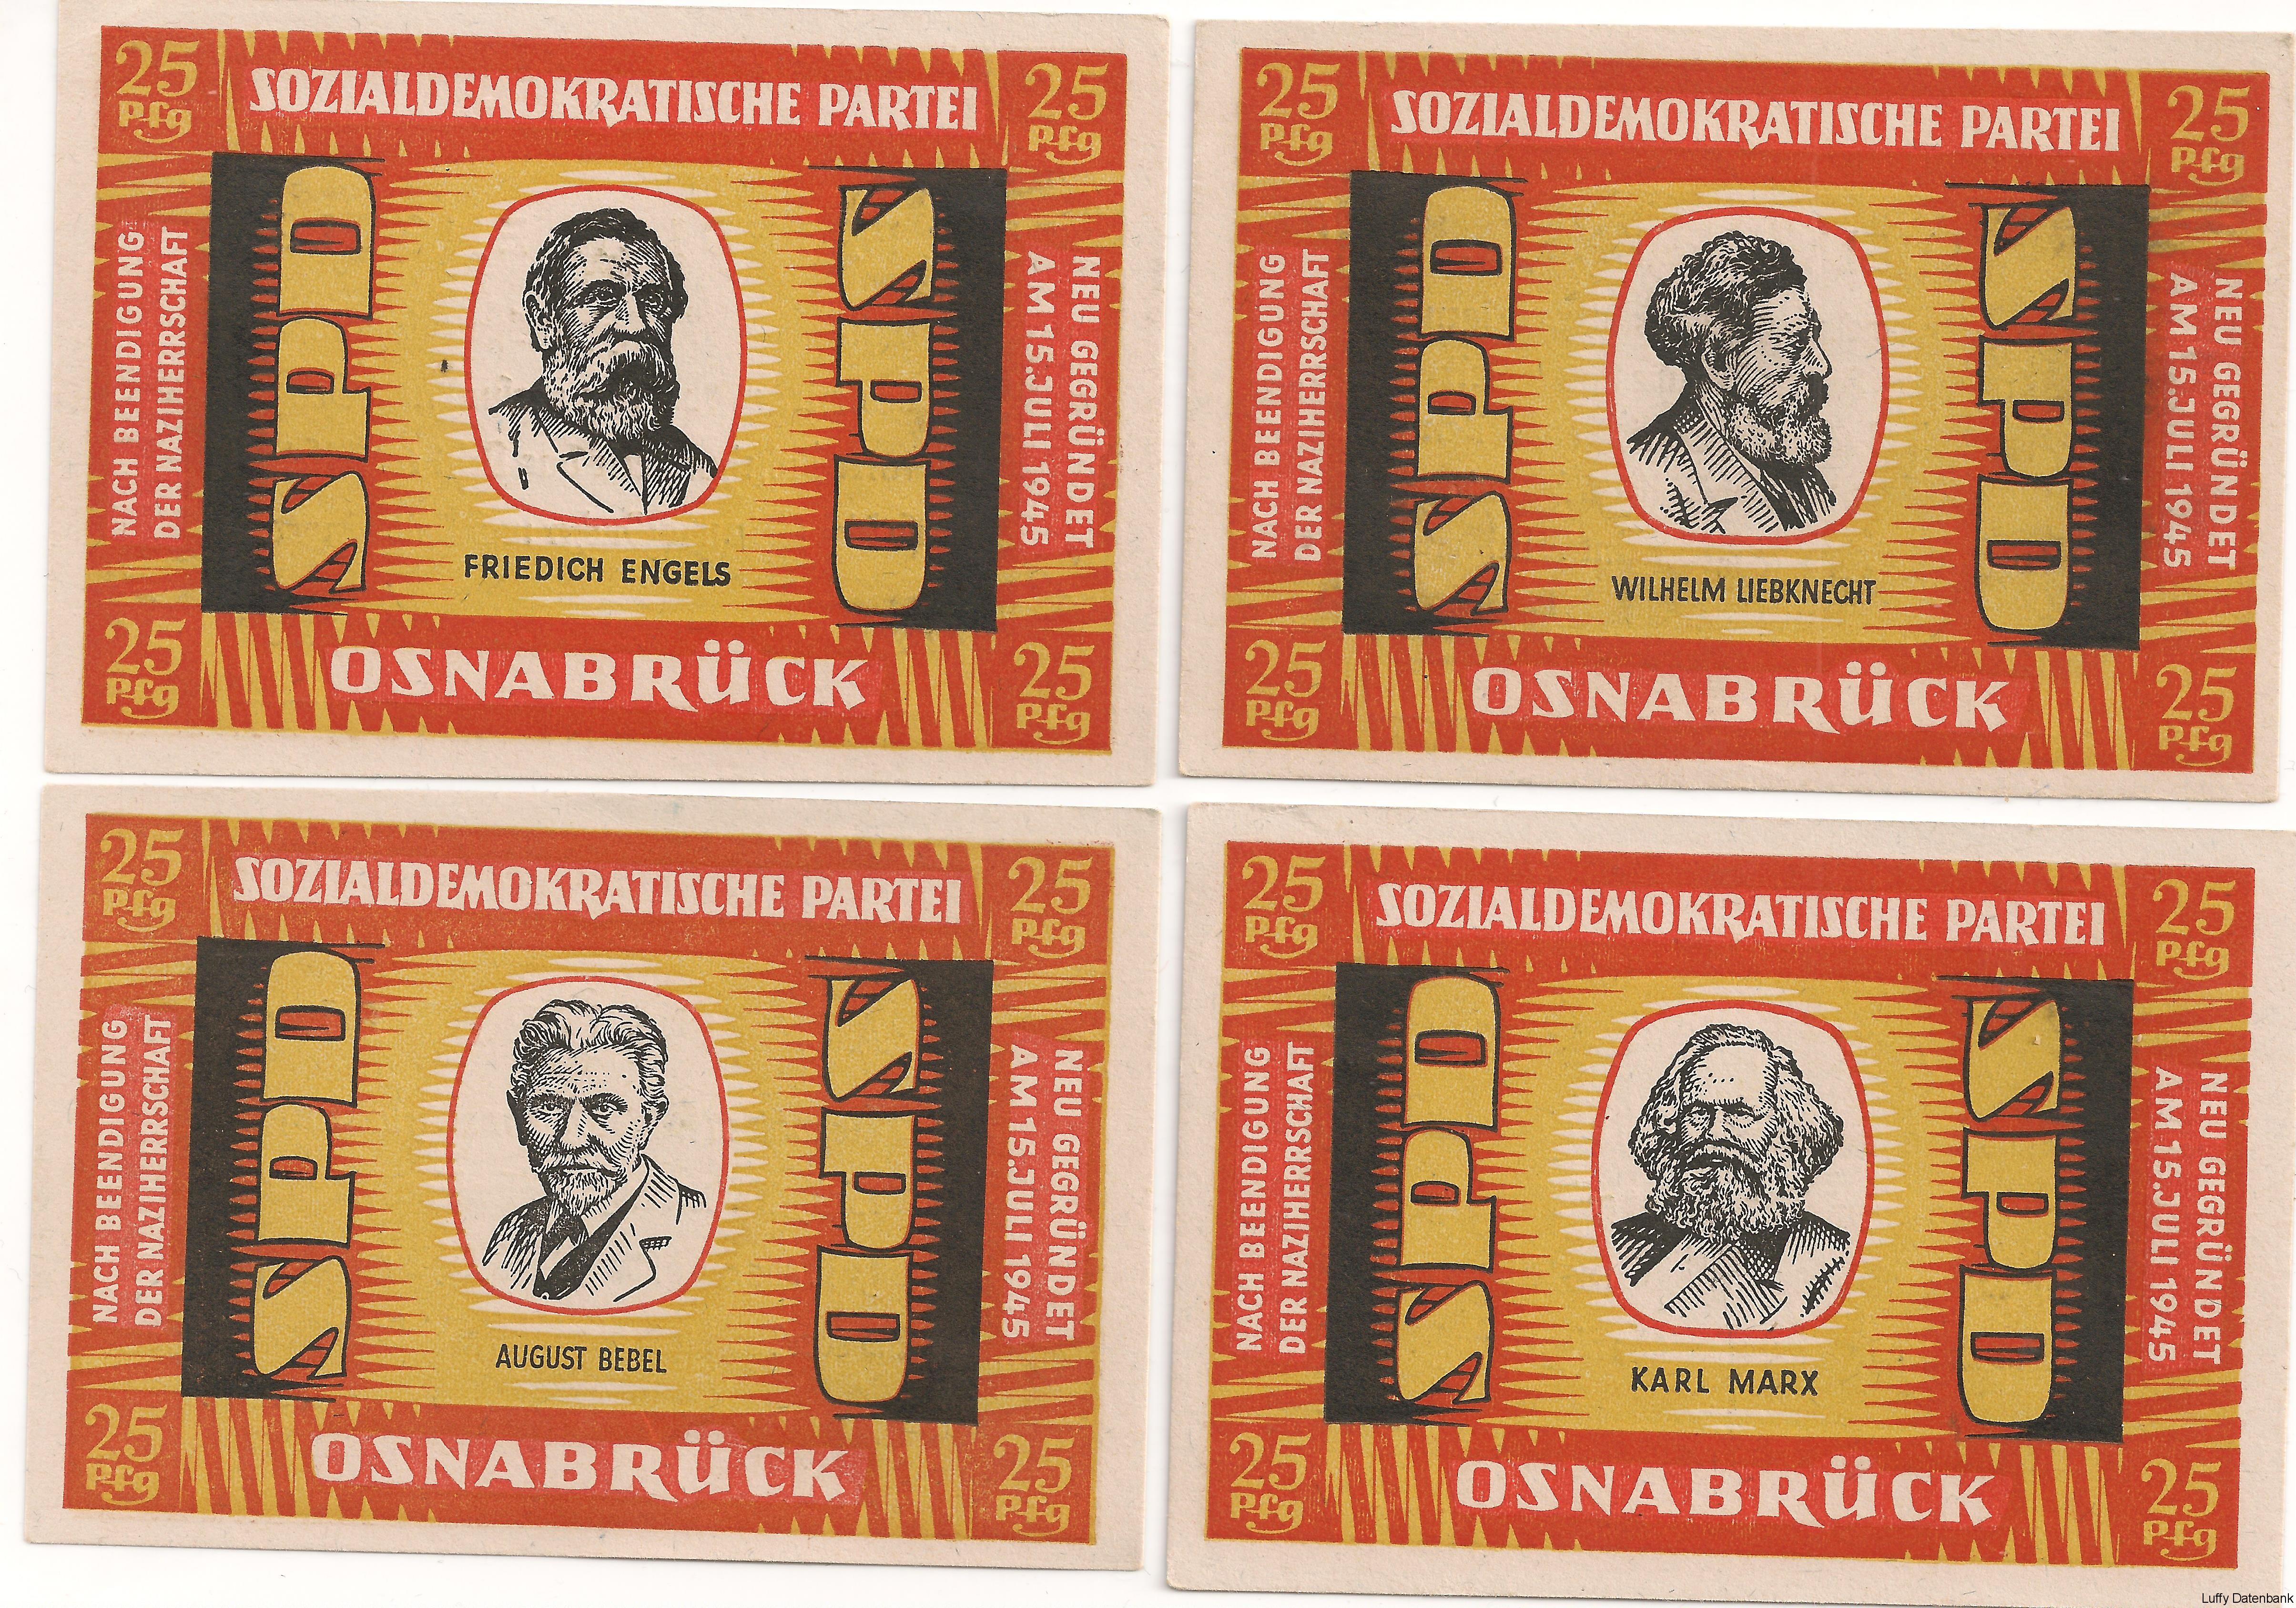 25 Pfg
SOZIALDEMOKRATISCHE PARTEI
25 Pfg
NACH BEENDIGUNG
DER NAZIHERRSCHAFT
SPD
SPD
NEU GEGRÜNDET
AM 15. JULI 1945
FRIEDICH ENGELS
25 Pfg
OSNABRÜCK
25 Pfg
25 Pfg
SOZIALDEMOKRATISCHE PARTEI
25 Pfg
NACH BEENDIGUNG
DER NAZIHERRSCHAFT
SPD
SPD
NEU GEGRÜNDET
AM 15. JULI 1945
WILHELM LIEBKNECHT
25 Pfg
OSNABRÜCK
25 Pfg
25 Pfg
SOZIALDEMOKRATISCHE PARTEI
25 Pfg
NACH BEENDIGUNG
DER NAZIHERRSCHAFT
SPD
SPD
NEU GEGRÜNDET
AM 15. JULI 1945
AUGUST BEBEL
25 Pfg
OSNABRÜCK
25 Pfg
25 Pfg
SOZIALDEMOKRATISCHE PARTEI
25 Pfg
NACH BEENDIGUNG
DER NAZIHERRSCHAFT
SPD
SPD
NEU GEGRÜNDET
AM 15. JULI 1945
KARL MARX
25 Pfg
OSNABRÜCK
25 Pfg
Luffy Datenbank